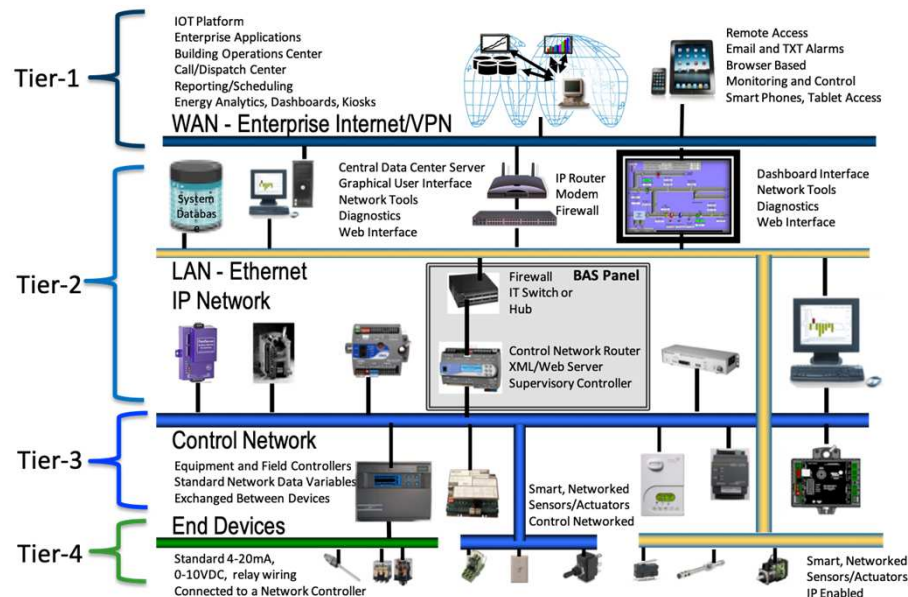 Tier-1
IOT Platform
Enterprise Applications
Building Operations Center
Call/Dispatch Center
Reporting/Scheduling
Energy Analytics, Dashboards, Kiosks
Remote Access
Email and TXT Alarms
Browser Based
Monitoring and Control
Smart Phones, Tablet Access
WAN - Enterprise Internet/VPN
Tier-2
System
Databas
e
Central Data Center Server
Graphical User Interface
Network Tools
Diagnostics
Web Interface
IP Router
Modem
Firewall
Dashboard Interface
Network Tools
Diagnostics
Web Interface
LAN - Ethernet
IP Network
BAS Panel
Firewall
IT Switch or
Hub
Control Network Router
XML/Web Server
Supervisory Controller
Tier-3
Control Network
Equipment and Field Controllers
Standard Network Data Variables
Exchanged Between Devices
Smart, Networked
Sensors/Actuators
Control Networked
Tier-4
End Devices
Standard 4-20mA,
0-10VDC, relay wiring
Connected to a Network Controller
Smart, Networked
Sensors/Actuators
IP Enabled